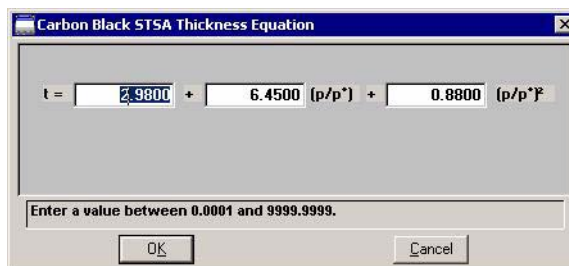 Carbon Black STSA Thickness Equation
t = 2.9800 + 6.4500 (p/p*) + 0.8800 (p/p*)²
Enter a value between 0.0001 and 9999.9999.
OK Cancel